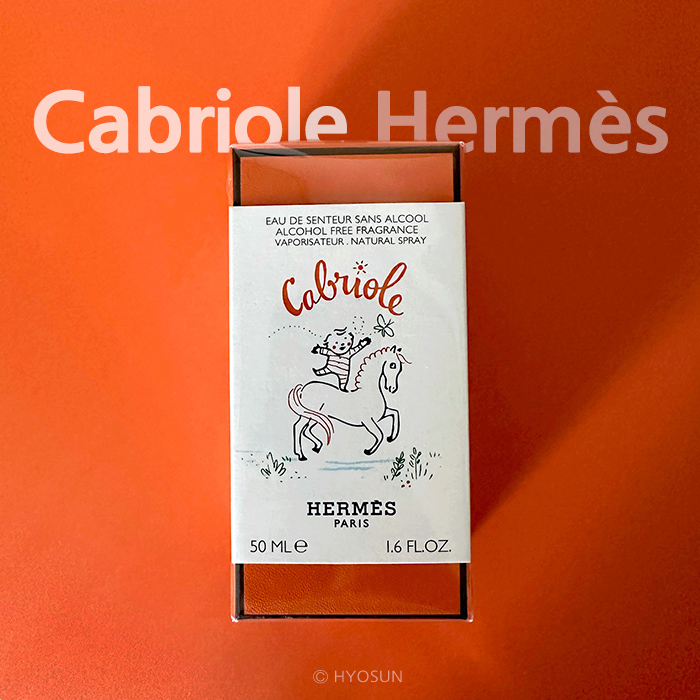 Cabriole Hermès
EAU DE SENTEUR SANS ALCOOL
ALCOHOL FREE FRAGRANCE
VAPORISATEUR . NATURAL SPRAY
Cabriole
HERMÈS
PARIS
50 ML e 1.6 FL.OZ.
© HYOSUN